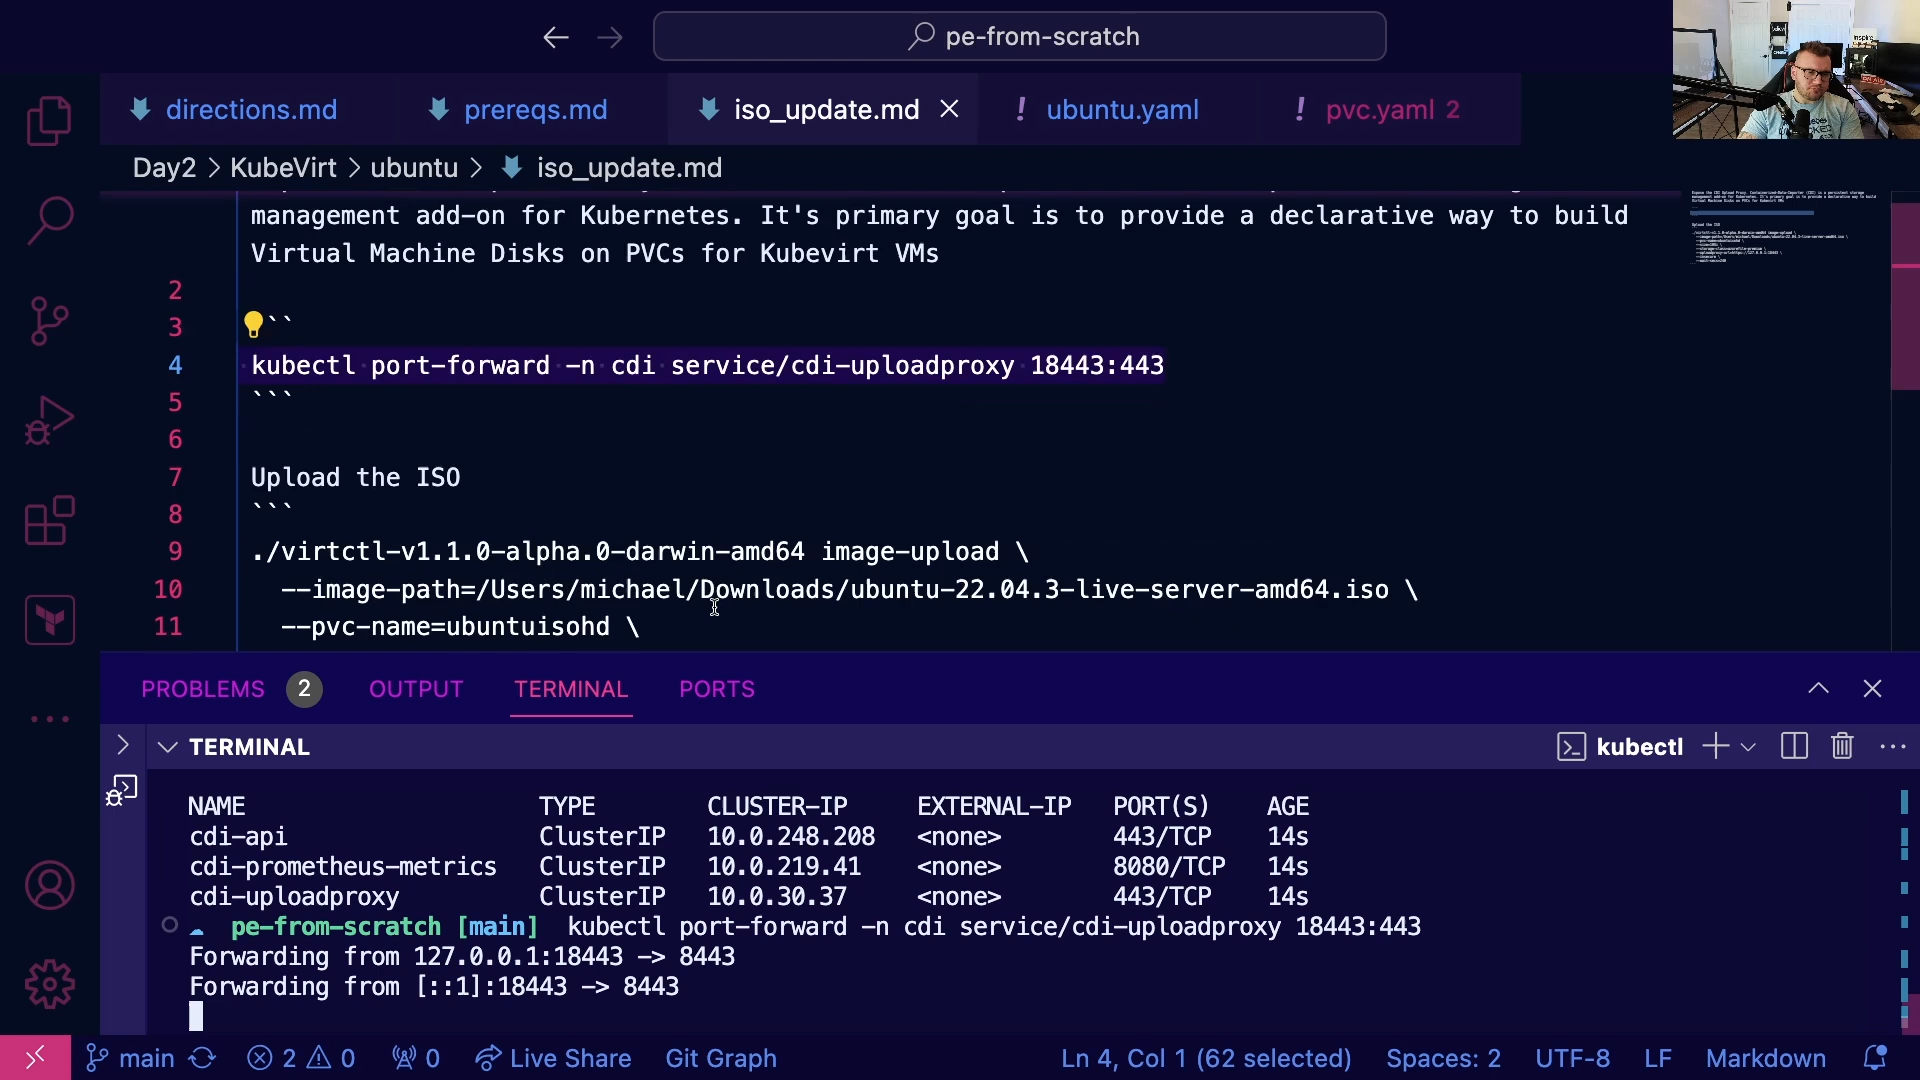 pe-from-scratch
directions.md
prereqs.md
iso_update.md
! ubuntu.yaml
! pvc.yaml 2
Day2 > KubeVirt > ubuntu > iso_update.md
management add-on for Kubernetes. It's primary goal is to provide a declarative way to build
Virtual Machine Disks on PVCs for Kubevirt VMs
2
3 ``
4 kubectl port-forward -n cdi service/cdi-uploadproxy 18443:443
5 ```
6
7 Upload the ISO
8 ```
9 ./virtctl-v1.1.0-alpha.0-darwin-amd64 image-upload \
10 --image-path=/Users/michael/Downloads/ubuntu-22.04.3-live-server-amd64.iso \
11 --pvc-name=ubuntuisohd \
PROBLEMS 2 OUTPUT TERMINAL PORTS
TERMINAL
kubectl
NAME TYPE CLUSTER-IP EXTERNAL-IP PORT(S) AGE
cdi-api ClusterIP 10.0.248.208 <none> 443/TCP 14s
cdi-prometheus-metrics ClusterIP 10.0.219.41 <none> 8080/TCP 14s
cdi-uploadproxy ClusterIP 10.0.30.37 <none> 443/TCP 14s
pe-from-scratch [main] kubectl port-forward -n cdi service/cdi-uploadproxy 18443:443
Forwarding from 127.0.0.1:18443 -> 8443
Forwarding from [::1]:18443 -> 8443
main 2 0 0 Live Share Git Graph Ln 4, Col 1 (62 selected) Spaces: 2 UTF-8 LF Markdown